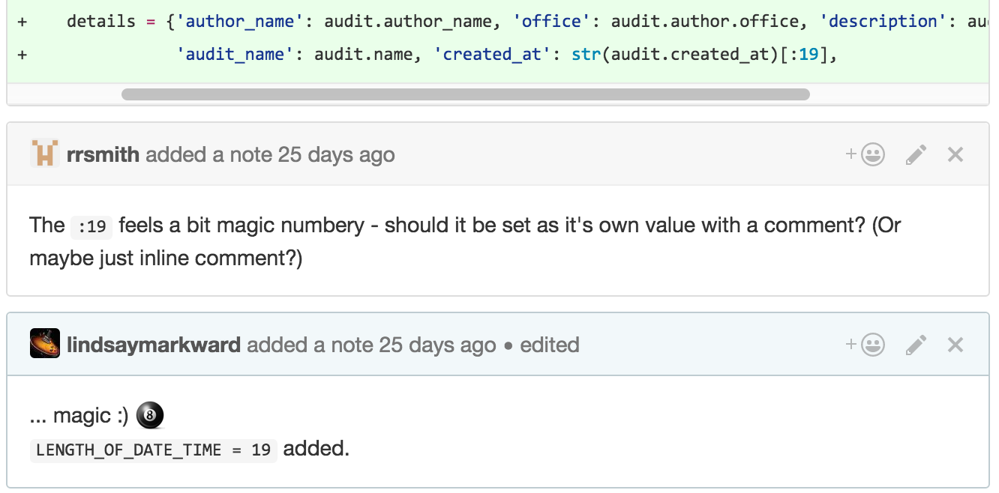 + details = {'author_name': audit.author_name, 'office': audit.author.office, 'description': au
+ 'audit_name': audit.name, 'created_at': str(audit.created_at)[:19],
rrsmith added a note 25 days ago
The :19 feels a bit magic numbery - should it be set as it's own value with a comment? (Or
maybe just inline comment?)
lindsaymarkward added a note 25 days ago • edited
... magic :) 8
LENGTH_OF_DATE_TIME = 19 added.